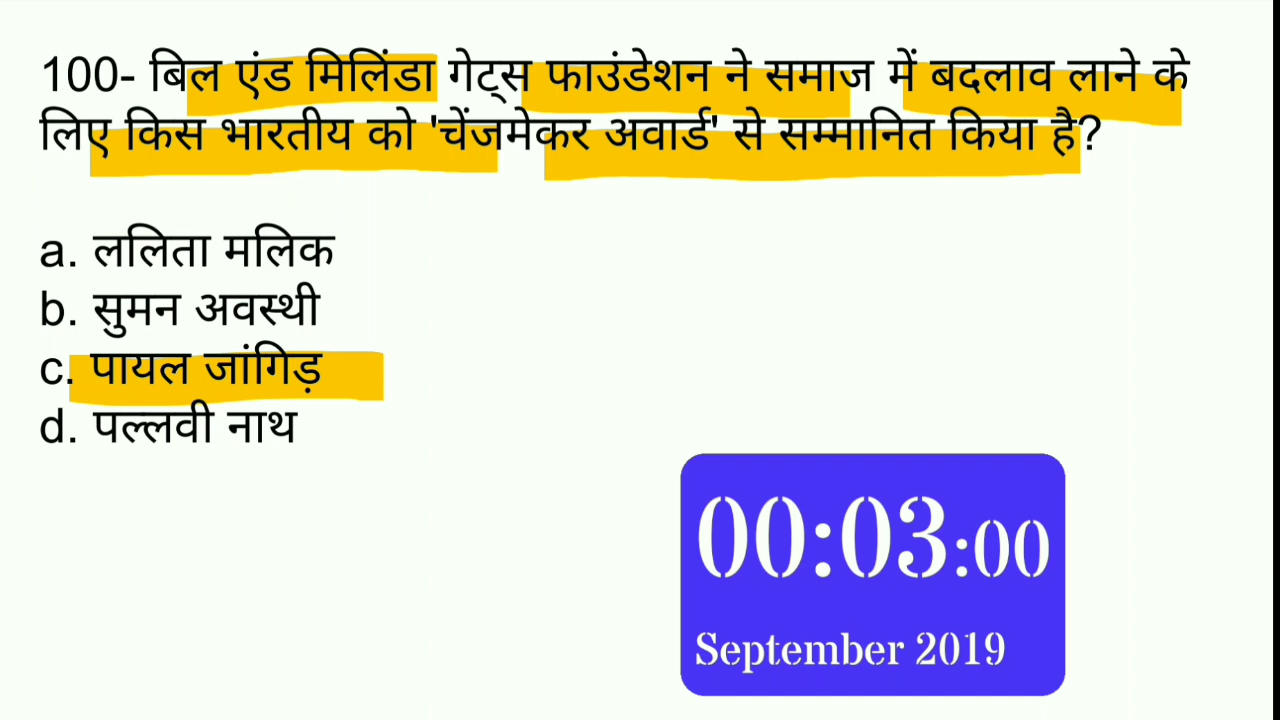 100- बिल एंड मिलिंडा गेट्स फाउंडेशन ने समाज में बदलाव लाने के
लिए किस भारतीय को 'चेंजमेकर अवार्ड' से सम्मानित किया है?
a. ललिता मलिक
b. सुमन अवस्थी
c. पायल जांगिड़
d. पल्लवी नाथ
00:03:00
September 2019